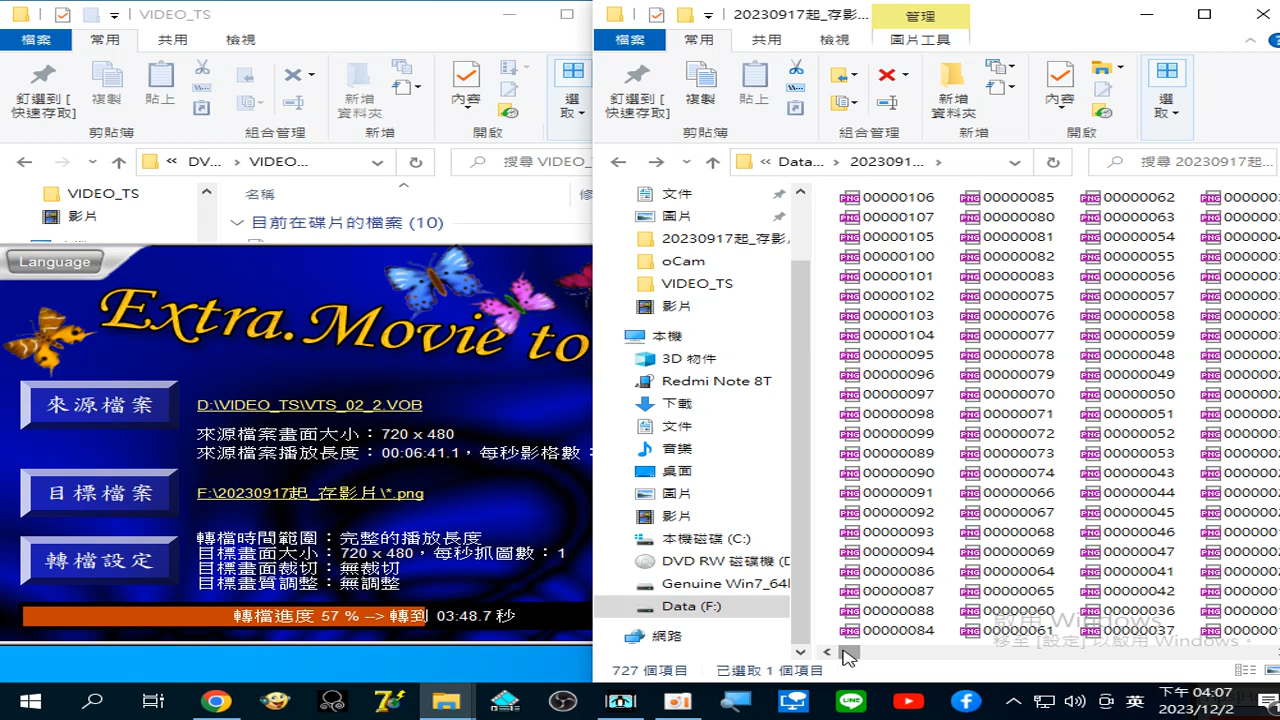 VIDEO_TS
檔案 常用 共用 檢視
釘選到 [
快速存取]
複製
貼上
新增
資料夾
內容
選
取
剪貼簿 組合管理 新增 開啟
« DV... › VIDEO... 搜尋 VIDEO_
VIDEO_TS
影片
名稱
目前在碟片的檔案 (10)
Language
Extra.Movie to
來源檔案
D:\VIDEO_TS\VTS_02_2.VOB
來源檔案畫面大小：720 x 480
來源檔案播放長度：00:06:41.1，每秒影格數：
目標檔案
F:\20230917起_存影片\*.png
轉檔設定
轉檔時間範圍：完整的播放長度
目標畫面大小：720 x 480，每秒抓圖數：1
目標畫面裁切：無裁切
目標畫質調整：無調整
轉檔進度 57 % --> 轉到 03:48.7 秒
20230917起_存影...
管理
檔案 常用 共用 檢視 圖片工具
釘選到 [
快速存取]
複製
貼上
新增
資料夾
內容
選
取
剪貼簿 組合管理 新增 開啟
« Data... › 2023091... › 搜尋 20230917起...
文件
圖片
20230917起_存影
oCam
VIDEO_TS
影片
本機
3D 物件
Redmi Note 8T
下載
文件
音樂
桌面
圖片
影片
本機磁碟 (C:)
DVD RW 磁碟機 (D
Genuine Win7_64
Data (F:)
網路
00000106 00000085 00000062
00000107 00000080 00000063
00000105 00000081 00000054
00000100 00000082 00000055
00000101 00000083 00000056
00000102 00000075 00000057
00000103 00000076 00000058
00000104 00000077 00000059
00000095 00000078 00000048
00000096 00000079 00000049
00000097 00000070 00000050
00000098 00000071 00000051
00000099 00000072 00000052
00000089 00000073 00000053
00000090 00000074 00000043
00000091 00000066 00000044
00000092 00000067 00000045
00000093 00000068 00000046
00000094 00000069 00000047
00000086 00000064 00000041
00000087 00000065 00000042
00000088 00000060 00000036
00000084 00000061 00000037
啟用 Windows
移至 [設定] 以啟用 Windows。
727 個項目 已選取 1 個項目
英
下午 04:07
2023/12/2